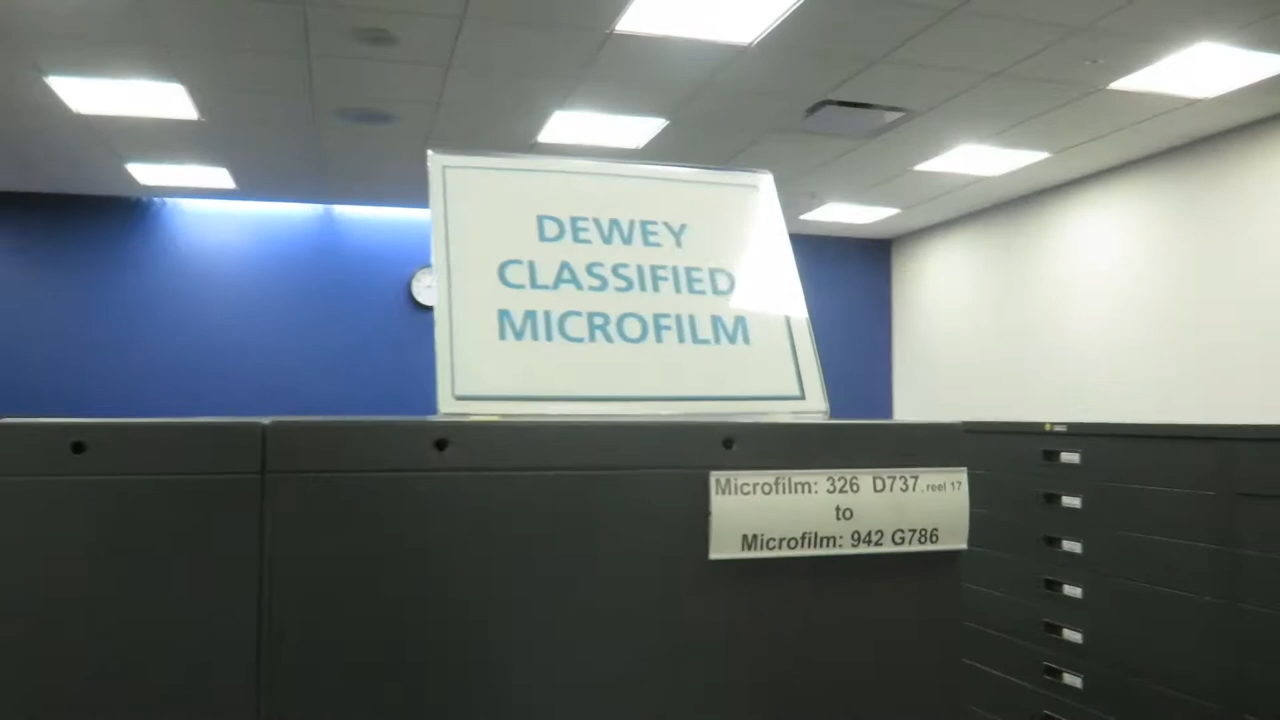 DEWEY
CLASSIFIED
MICROFILM
Microfilm: 326 D737.reel 17
to
Microfilm: 942 G786